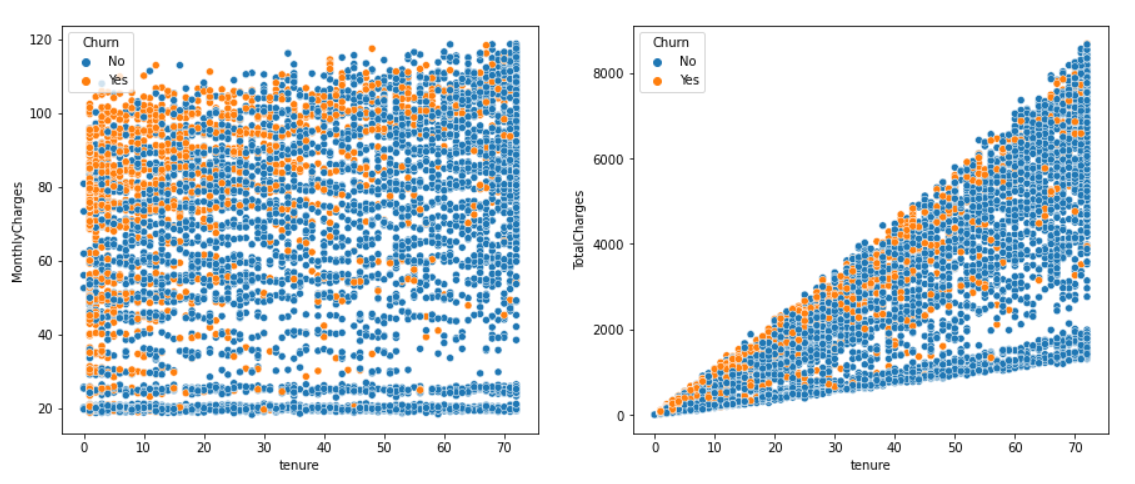 Churn
No
Yes
120
100
80
60
40
20
MonthlyCharges
0 10 20 30 40 50 60 70
tenure
Churn
No
Yes
8000
6000
4000
2000
0
TotalCharges
0 10 20 30 40 50 60 70
tenure